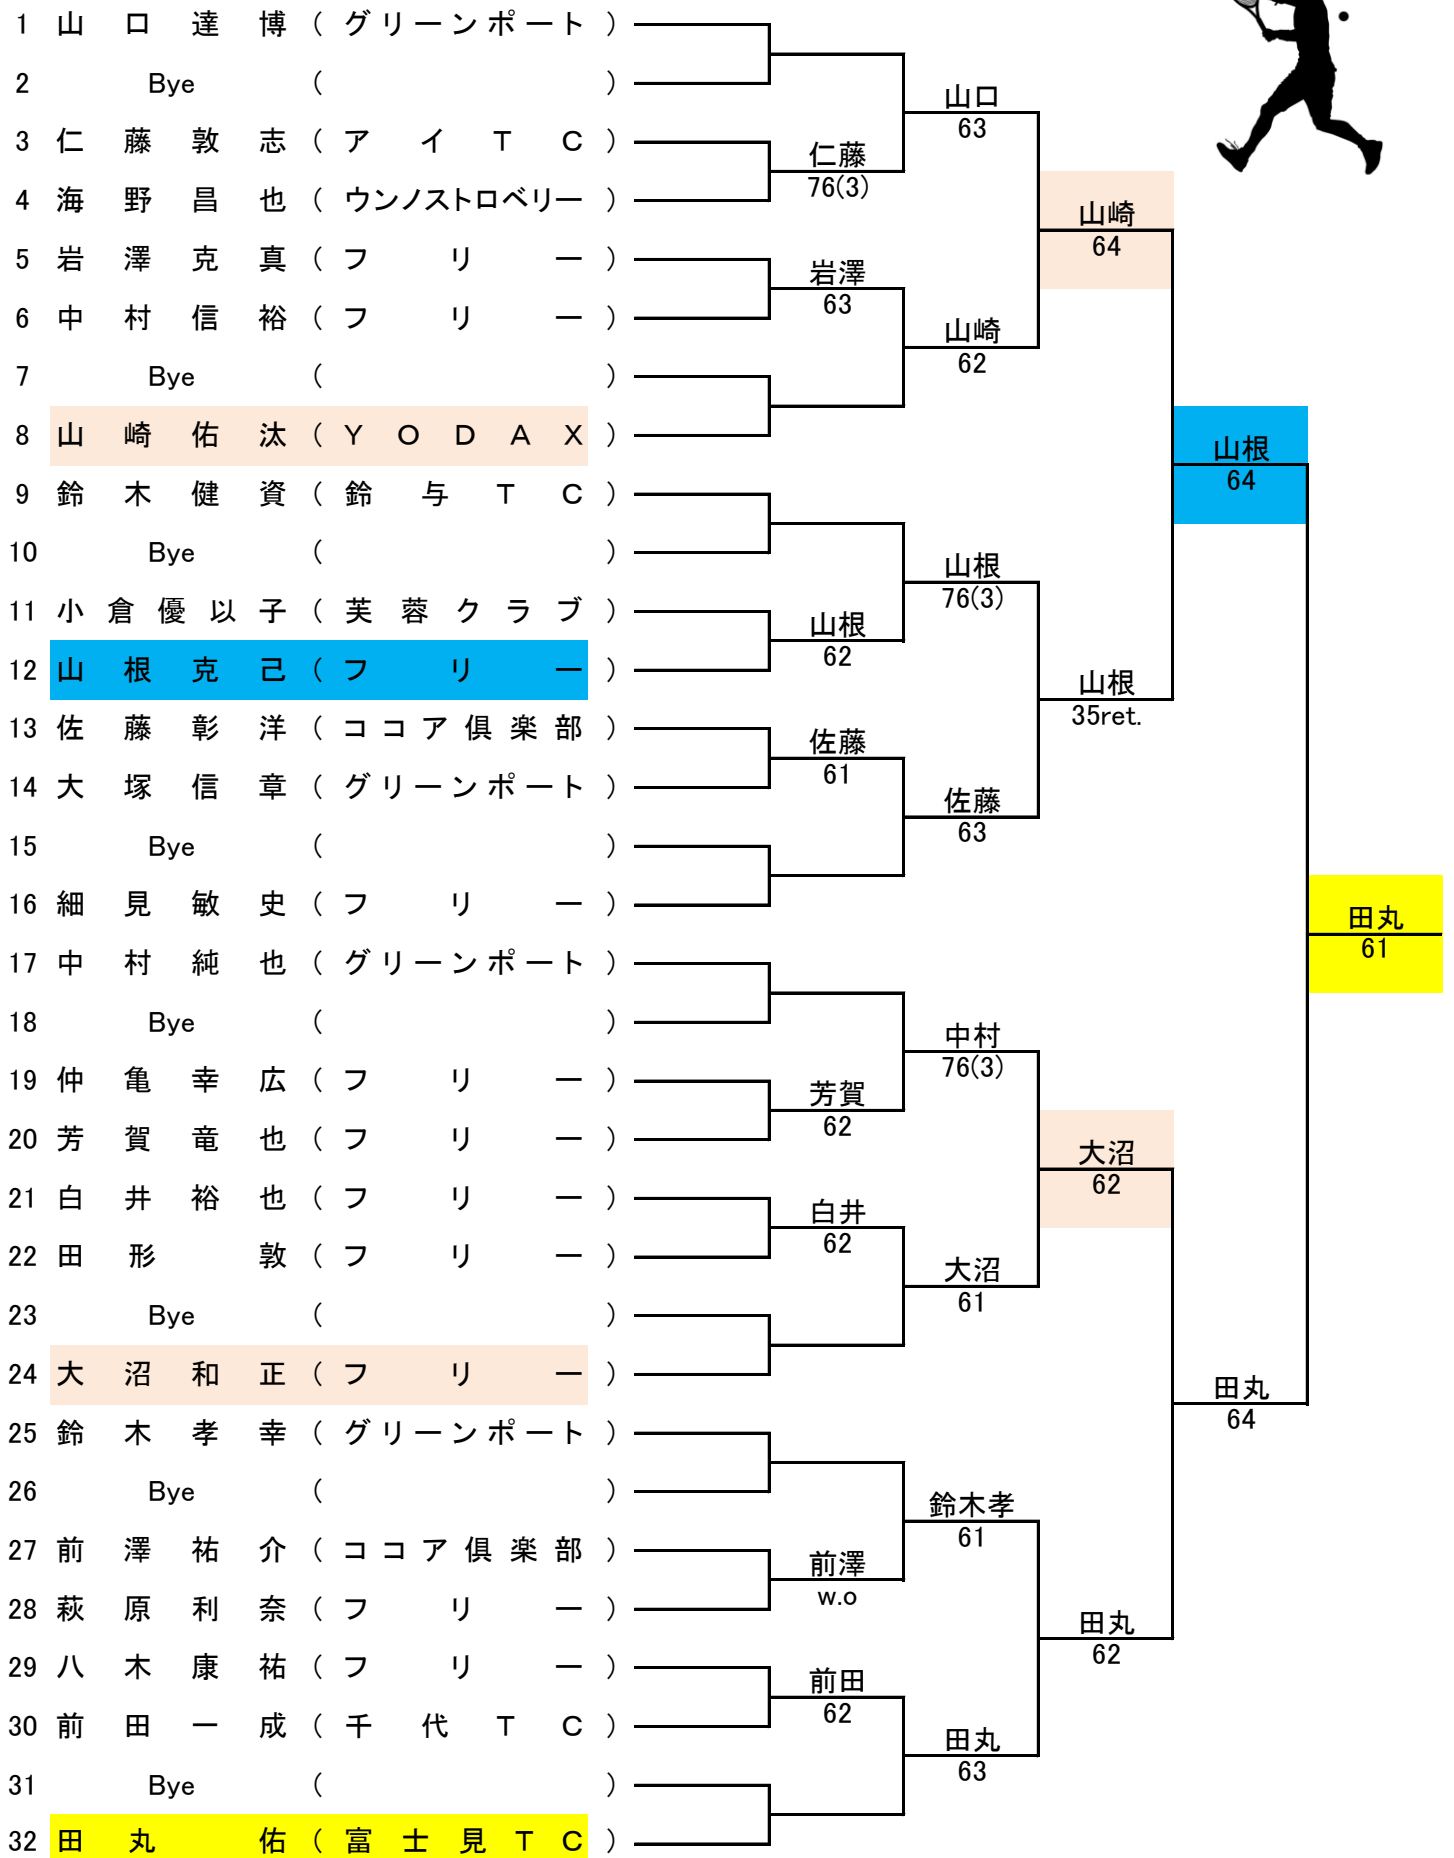 1 山口達博(グリーンポート)
2 Bye ( )
山口
63
3 仁藤敦志(アイTC)
仁藤
76(3)
4 海野昌也(ウンノストロベリー)
山崎
64
5 岩澤克真(フリー)
岩澤
63
6 中村信裕(フリー)
山崎
62
7 Bye ( )
8 山崎佑汰(YODAX)
山根
64
9 鈴木健資(鈴与TC)
10 Bye ( )
山根
76(3)
11 小倉優以子(芙蓉クラブ)
山根
62
12 山根克己(フリー)
山根
35ret.
13 佐藤彰洋(ココア倶楽部)
佐藤
61
14 大塚信章(グリーンポート)
佐藤
63
15 Bye ( )
16 細見敏史(フリー)
田丸
61
17 中村純也(グリーンポート)
18 Bye ( )
中村
76(3)
19 仲亀幸広(フリー)
芳賀
62
20 芳賀竜也(フリー)
大沼
62
21 白井裕也(フリー)
白井
62
22 田形敦(フリー)
大沼
61
23 Bye ( )
24 大沼和正(フリー)
田丸
64
25 鈴木孝幸(グリーンポート)
26 Bye ( )
鈴木孝
61
27 前澤祐介(ココア倶楽部)
前澤
w.o
28 萩原利奈(フリー)
田丸
62
29 八木康祐(フリー)
前田
62
30 前田一成(千代TC)
田丸
63
31 Bye ( )
32 田丸佑(富士見TC)